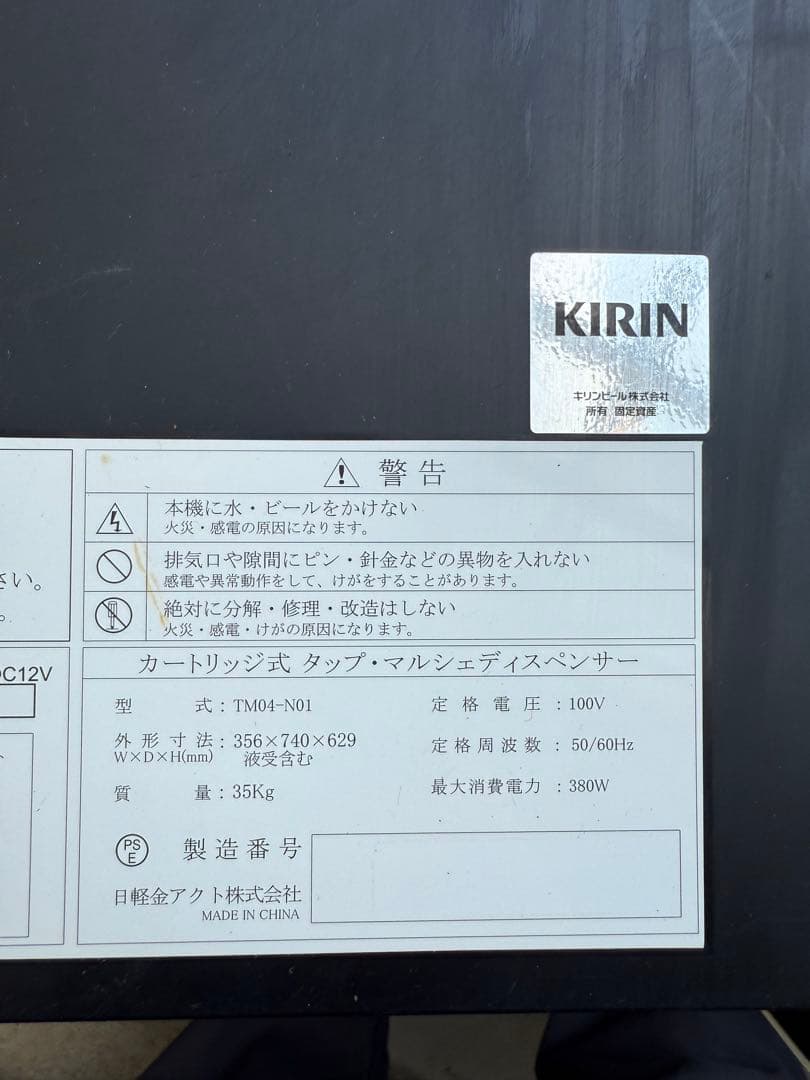 KIRIN
キリンビール株式会社
所有 固定資産
警告
本機に水・ビールをかけない
火災・感電の原因になります。
排気口や隙間にピン・針金などの異物を入れない
感電や異常動作をして、けがをすることがあります。
絶対に分解・修理・改造はしない
火災・感電・けがの原因になります。
さい。
。
DC12V
カートリッジ式 タップ・マルシェディスペンサー
型式：TM04-N01
定格電圧：100V
外形寸法：356×740×629
W×D×H(mm) 液受含む
定格周波数：50/60Hz
質量：35Kg
最大消費電力：380W
PS
E
製造番号
日軽金アクト株式会社
MADE IN CHINA